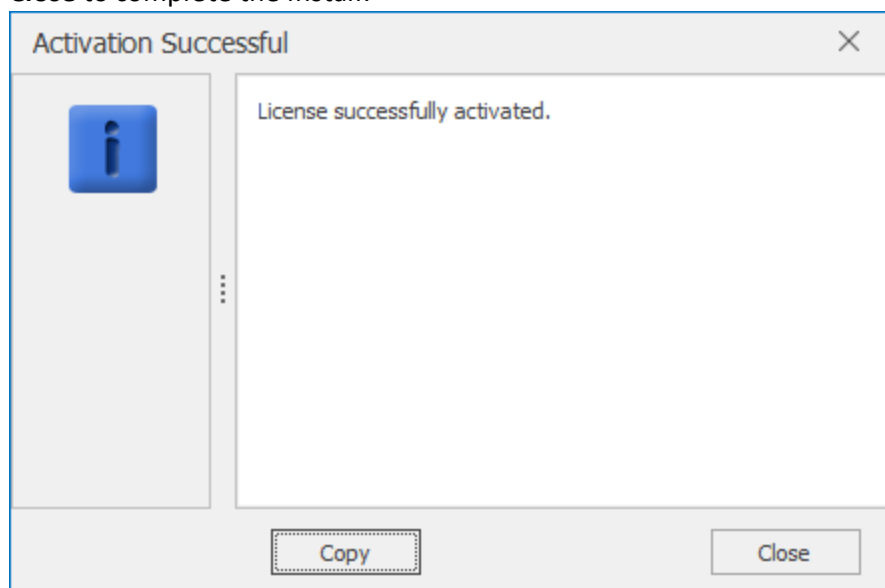 Close to complete the install.
Activation Successful
License successfully activated.
Copy
Close